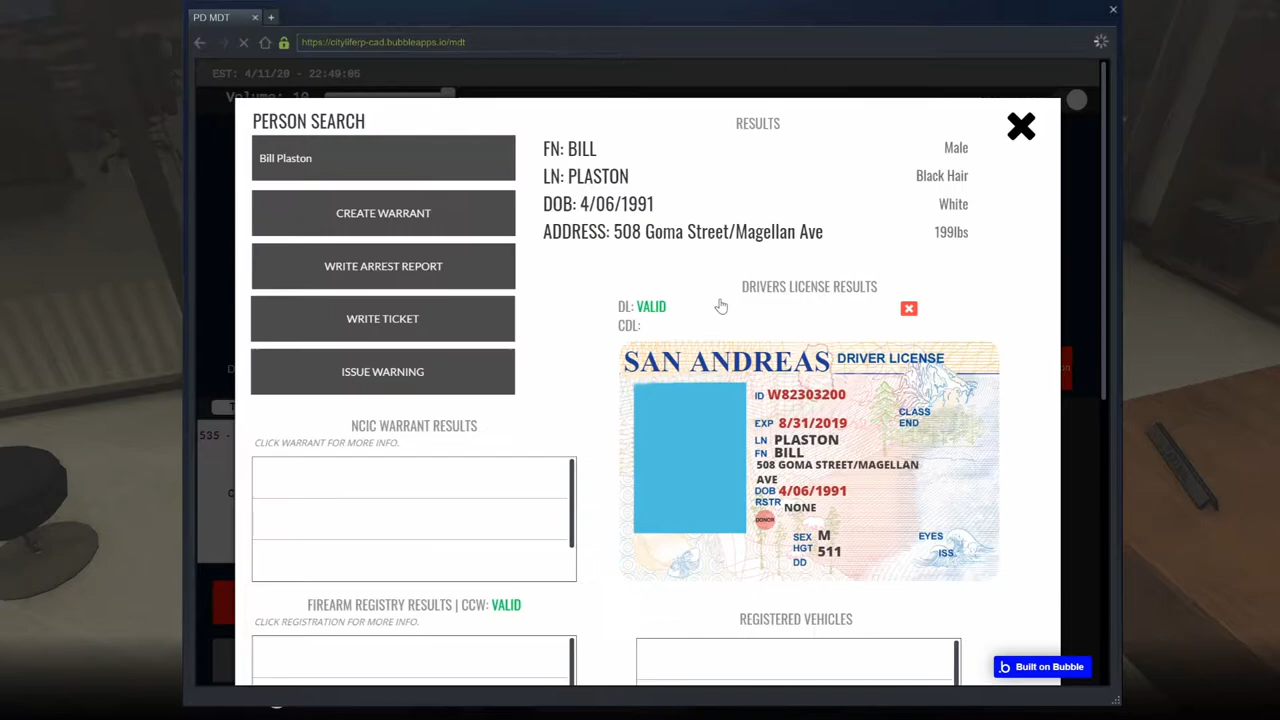 PD MDT
https://cityliferp-cad.bubbleapps.io/mdt
EST: 4/11/20 - 22:49:05
Volume: 10
PERSON SEARCH
Bill Plaston
CREATE WARRANT
WRITE ARREST REPORT
WRITE TICKET
ISSUE WARNING
NCIC WARRANT RESULTS
CLICK WARRANT FOR MORE INFO.
FIREARM REGISTRY RESULTS | CCW: VALID
CLICK REGISTRATION FOR MORE INFO.
RESULTS
FN: BILL
LN: PLASTON
DOB: 4/06/1991
ADDRESS: 508 Goma Street/Magellan Ave
Male
Black Hair
White
199lbs
DRIVERS LICENSE RESULTS
DL: VALID
CDL:
SAN ANDREAS DRIVER LICENSE
ID W82303200
EXP 8/31/2019
LN PLASTON
FN BILL
508 GOMA STREET/MAGELLAN
AVE
DOB 4/06/1991
RSTR NONE
DONOR
CLASS
END
SEX M
HGT 511
DD
EYES
ISS.
REGISTERED VEHICLES
Built on Bubble
535 -